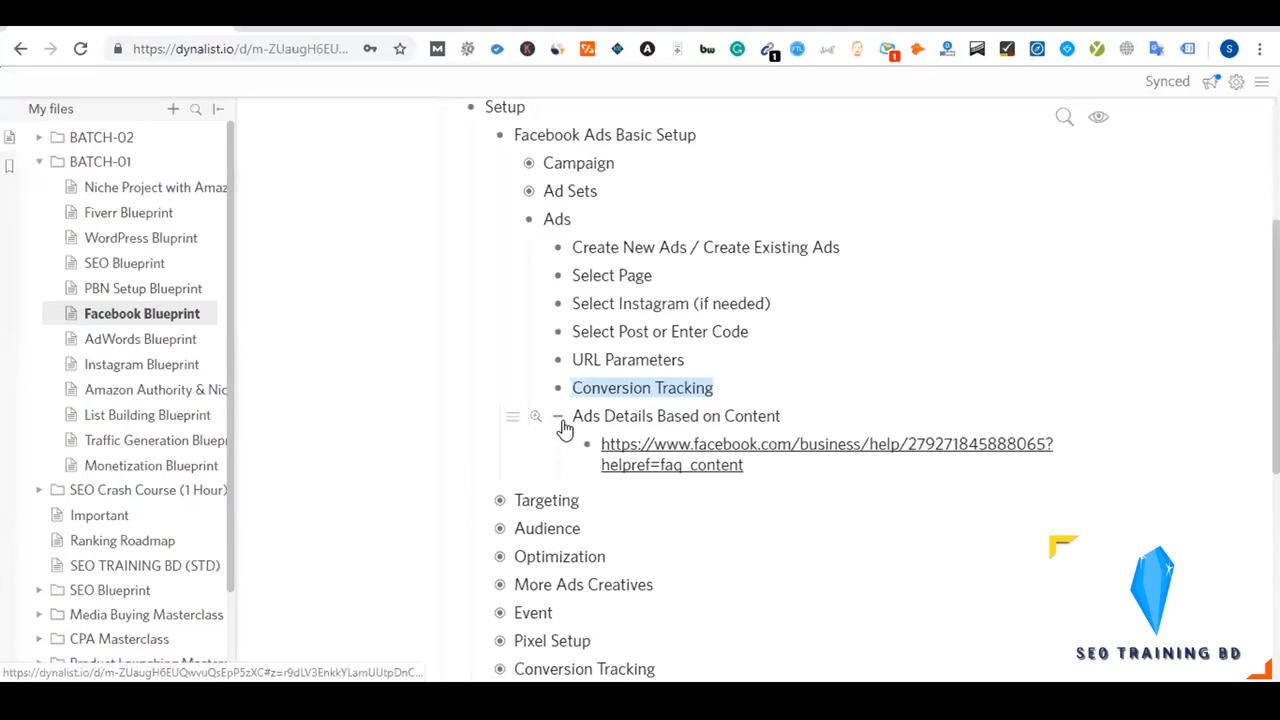 https://dynalist.io/d/m-ZUaugH6EU...
Synced
My files
BATCH-02
BATCH-01
Niche Project with Amaz
Fiverr Blueprint
WordPress Bluprint
SEO Blueprint
PBN Setup Blueprint
Facebook Blueprint
AdWords Blueprint
Instagram Blueprint
Amazon Authority & Nic
List Building Blueprint
Traffic Generation Bluepr
Monetization Blueprint
SEO Crash Course (1 Hour)
Important
Ranking Roadmap
SEO TRAINING BD (STD)
SEO Blueprint
Media Buying Masterclass
CPA Masterclass
Setup
Facebook Ads Basic Setup
Campaign
Ad Sets
Ads
Create New Ads / Create Existing Ads
Select Page
Select Instagram (if needed)
Select Post or Enter Code
URL Parameters
Conversion Tracking
Ads Details Based on Content
https://www.facebook.com/business/help/279271845888065?
helpref=faq_content
Targeting
Audience
Optimization
More Ads Creatives
Event
Pixel Setup
Conversion Tracking
SEO TRAINING BD